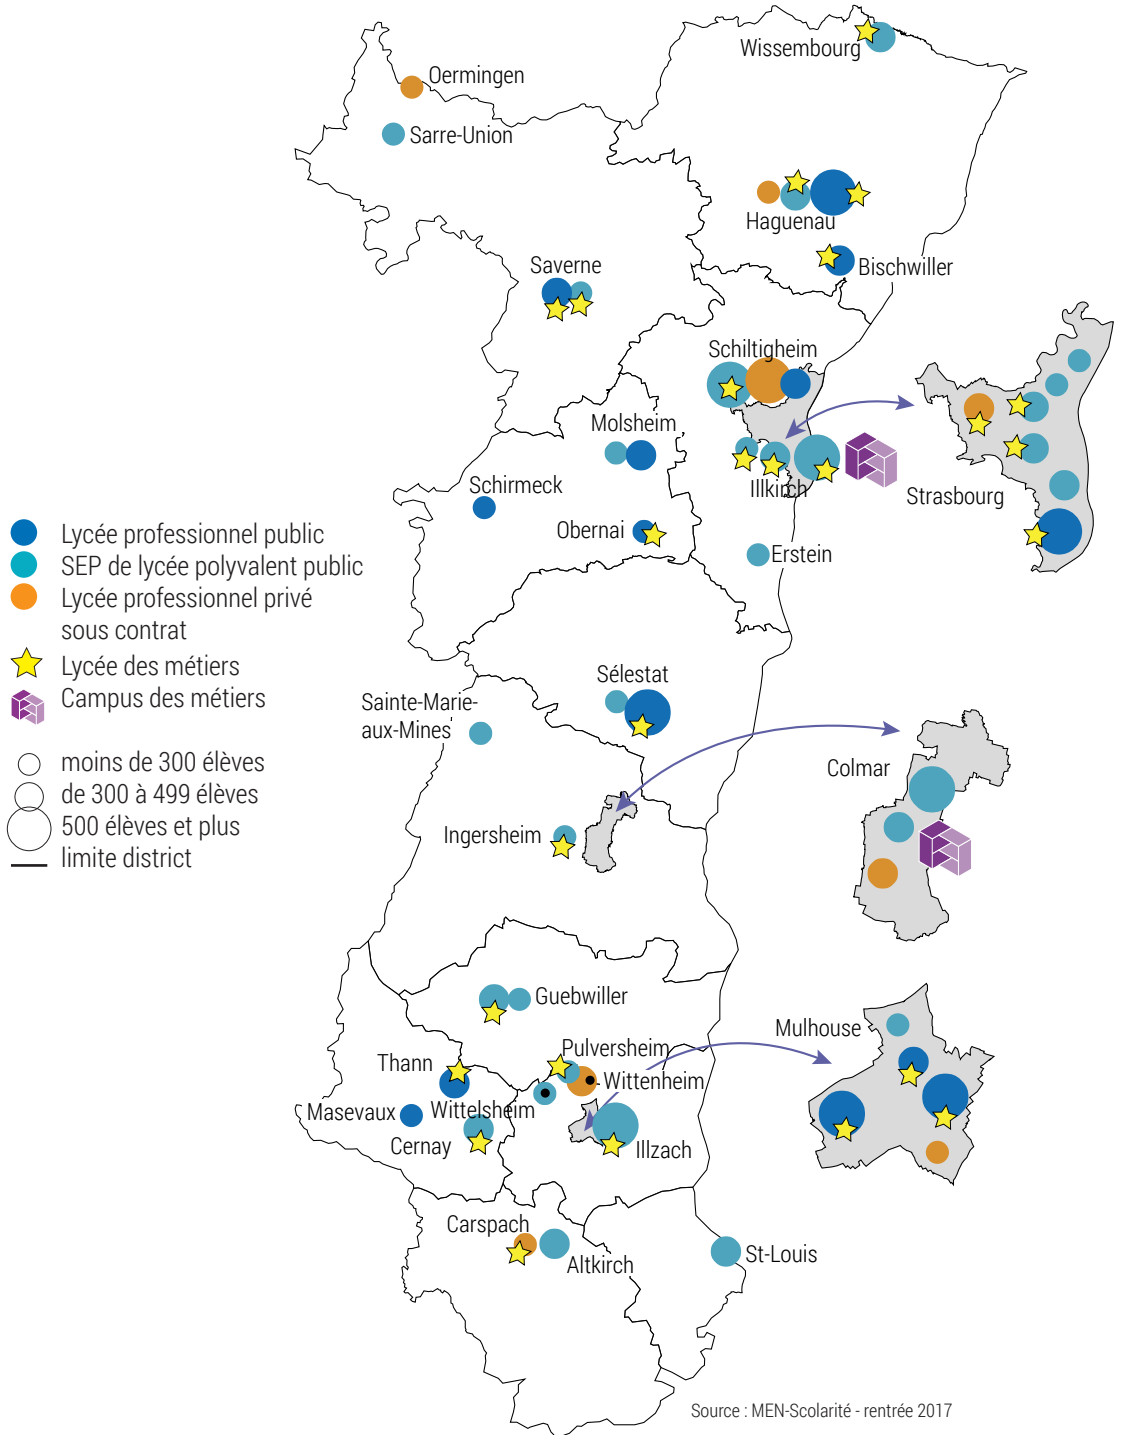 Wissembourg
Oermingen
Sarre-Union
Haguenau
Bischwiller
Saverne
Schiltigheim
Molsheim
Schirmeck
Obernai
Illkirch
Strasbourg
Erstein
Lycée professionnel public
SEP de lycée polyvalent public
Lycée professionnel privé
sous contrat
Lycée des métiers
Campus des métiers
moins de 300 élèves
de 300 à 499 élèves
500 élèves et plus
limite district
Sélestat
Sainte-Marie-
aux-Mines
Colmar
Ingersheim
Guebwiller
Mulhouse
Pulversheim
Thann
Wittenheim
Masevaux
Wittelsheim
Cernay
Illzach
Carspach
Altkirch
St-Louis
Source : MEN-Scolarité - rentrée 2017